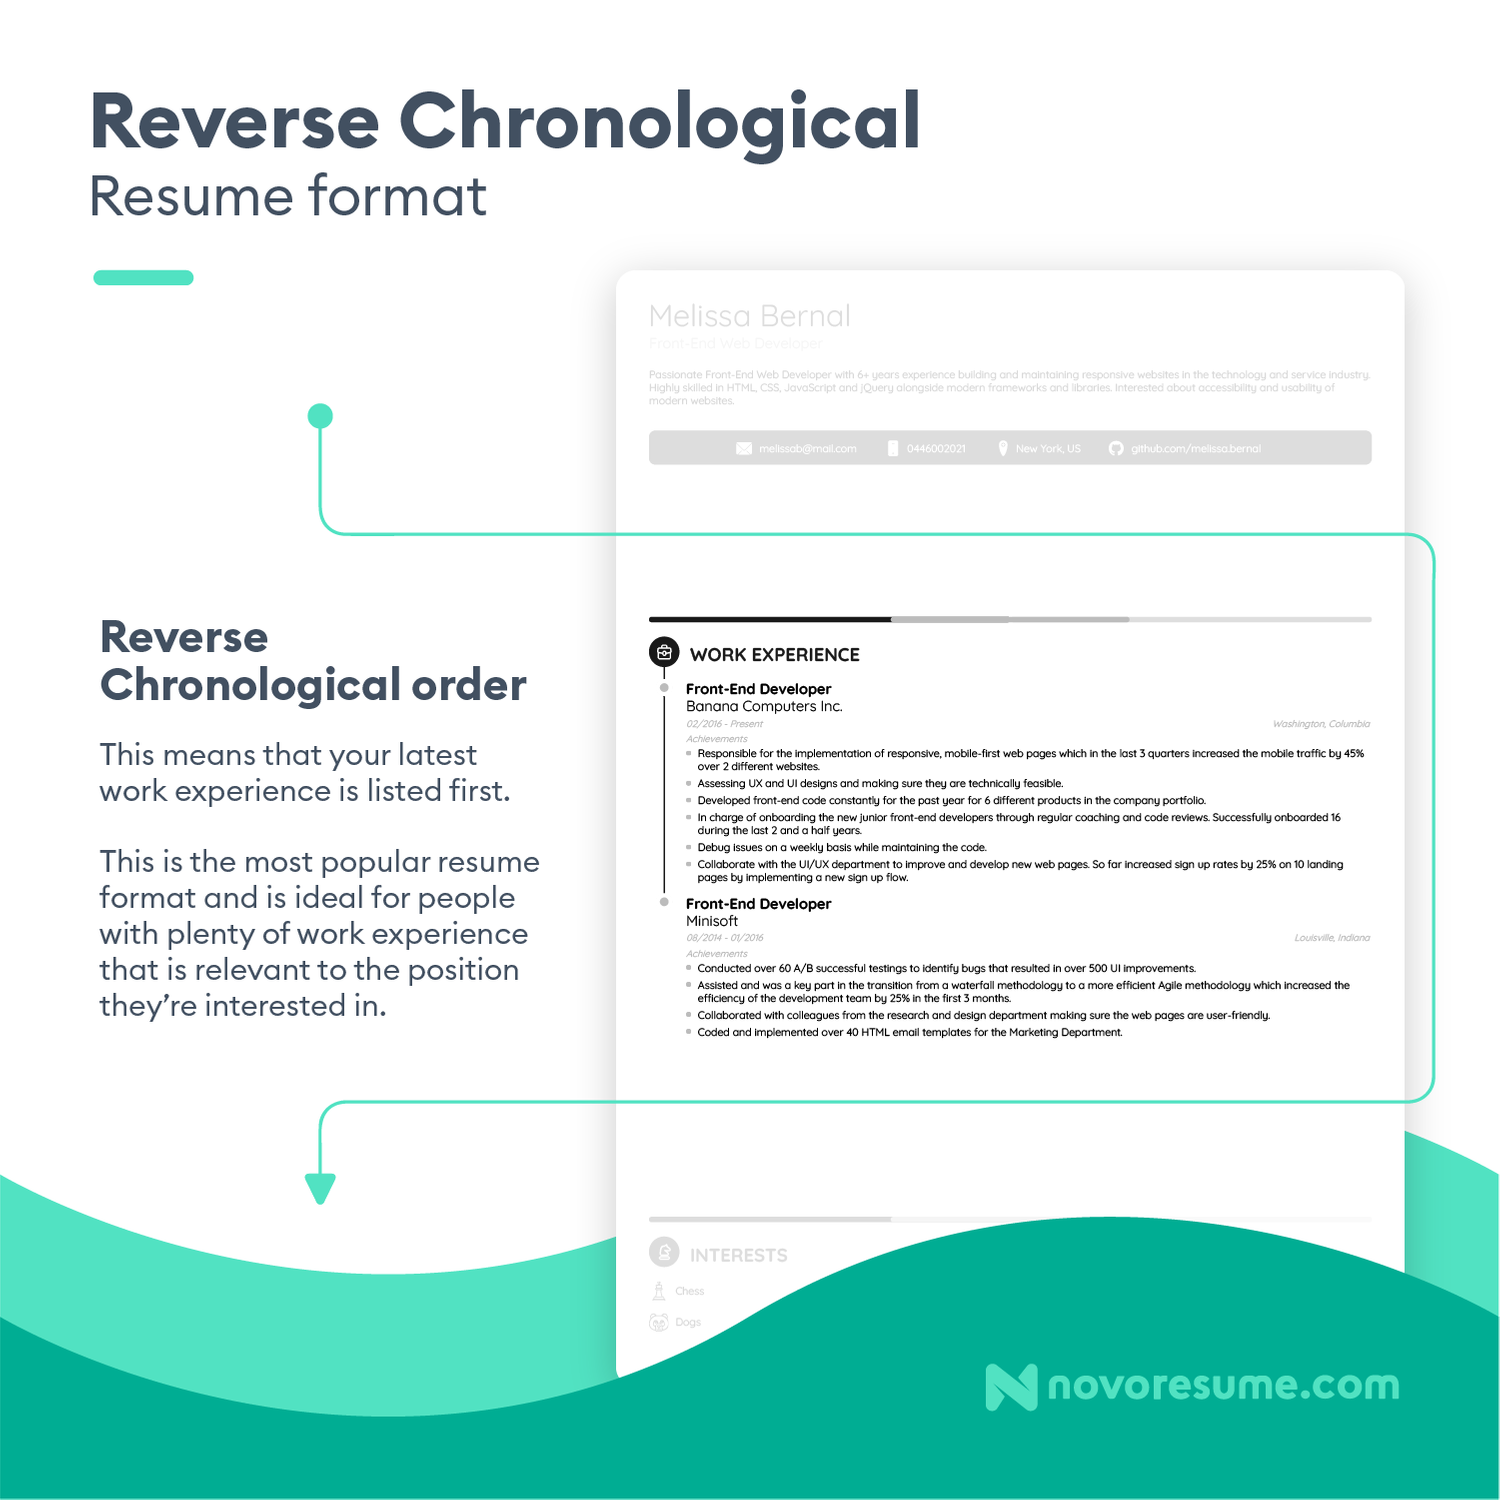 Reverse Chronological
Resume format
Melissa Bernal
Front-End Web Developer
Passionate Front-End Web Developer with 6+ years experience building and maintaining responsive websites in the technology and service industry.
Highly skilled in HTML, CSS, JavaScript and jQuery alongside modern frameworks and libraries. Interested about accessibility and usability of
modern websites.
melissab@mail.com 0446002021 New York, US github.com/melissa.bernal
Reverse
Chronological order
This means that your latest
work experience is listed first.
This is the most popular resume
format and is ideal for people
with plenty of work experience
that is relevant to the position
they're interested in.
WORK EXPERIENCE
Front-End Developer
Banana Computers Inc.
02/2016 - Present Washington, Columbia
Achievements
Responsible for the implementation of responsive, mobile-first web pages which in the last 3 quarters increased the mobile traffic by 45%
over 2 different websites.
Assessing UX and UI designs and making sure they are technically feasible.
Developed front-end code constantly for the past year for 6 different products in the company portfolio.
In charge of onboarding the new junior front-end developers through regular coaching and code reviews. Successfully onboarded 16
during the last 2 and a half years.
Debug issues on a weekly basis while maintaining the code.
Collaborate with the UI/UX department to improve and develop new web pages. So far increased sign up rates by 25% on 10 landing
pages by implementing a new sign up flow.
Front-End Developer
Minisoft
08/2014 - 01/2016 Louisville, Indiana
Achievements
Conducted over 60 A/B successful testings to identify bugs that resulted in over 500 UI improvements.
Assisted and was a key part in the transition from a waterfall methodology to a more efficient Agile methodology which increased the
efficiency of the development team by 25% in the first 3 months.
Collaborated with colleagues from the research and design department making sure the web pages are user-friendly.
Coded and implemented over 40 HTML email templates for the Marketing Department.
INTERESTS
Chess
Dogs
novoresume.com